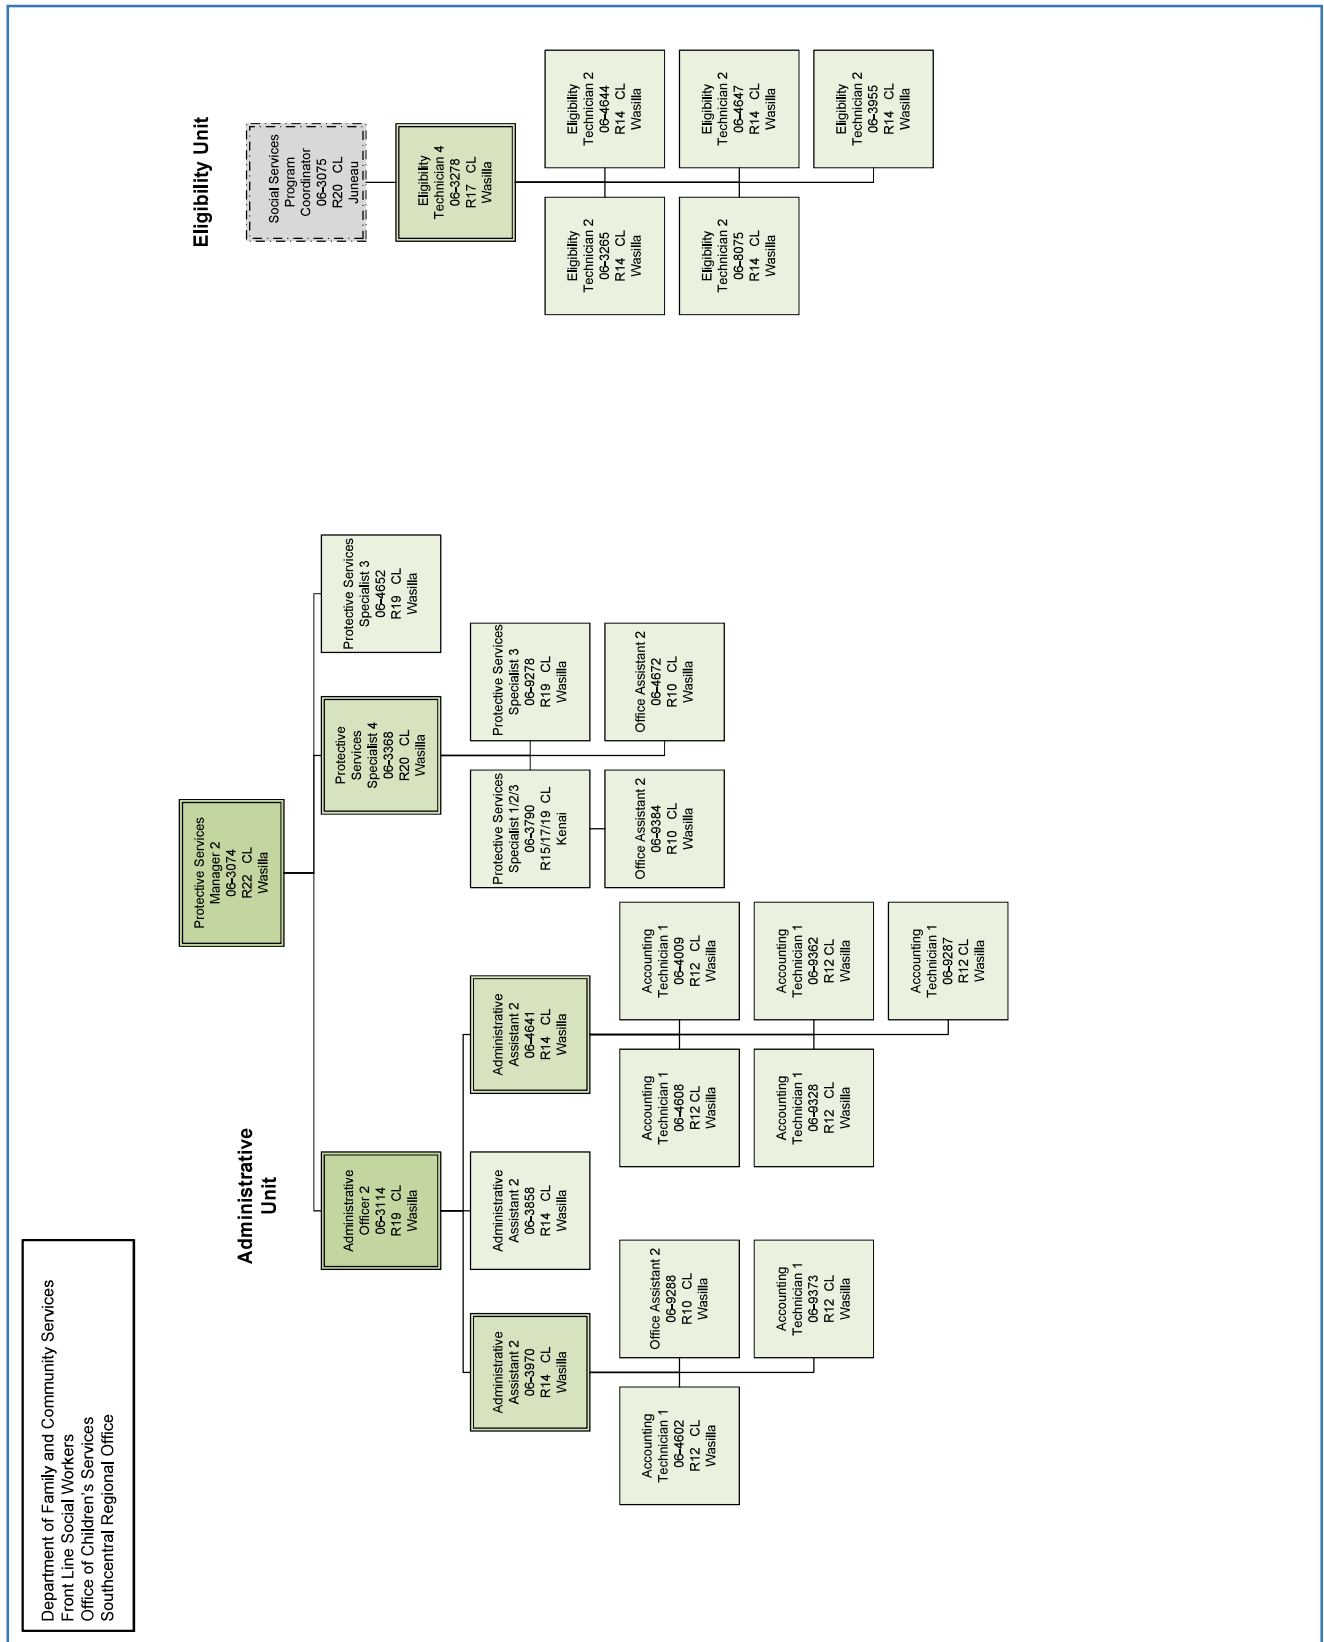 Department of Family and Community Services
Front Line Social Workers
Office of Children's Services
Southcentral Regional Office
Administrative
Unit
Eligibility Unit
Protective Services
Manager 2
06-3074
R22 CL
Wasilla
Administrative
Officer 2
06-3114
R19 CL
Wasilla
Protective
Services
Specialist 4
06-3368
R20 CL
Wasilla
Protective Services
Specialist 3
06-4652
R19 CL
Wasilla
Administrative
Assistant 2
06-3970
R14 CL
Wasilla
Administrative
Assistant 2
06-3858
R14 CL
Wasilla
Administrative
Assistant 2
06-4641
R14 CL
Wasilla
Protective Services
Specialist 1/2/3
06-3790
R15/17/19 CL
Kenai
Protective Services
Specialist 3
06-9278
R19 CL
Wasilla
Accounting
Technician 1
06-4602
R12 CL
Wasilla
Office Assistant 2
06-9288
R10 CL
Wasilla
Accounting
Technician 1
06-4608
R12 CL
Wasilla
Accounting
Technician 1
06-4009
R12 CL
Wasilla
Office Assistant 2
06-9384
R10 CL
Wasilla
Office Assistant 2
06-4672
R10 CL
Wasilla
Accounting
Technician 1
06-9373
R12 CL
Wasilla
Accounting
Technician 1
06-9328
R12 CL
Wasilla
Accounting
Technician 1
06-9362
R12 CL
Wasilla
Accounting
Technician 1
06-9287
R12 CL
Wasilla
Social Services
Program
Coordinator
06-3075
R20 CL
Juneau
Eligibility
Technician 4
06-3278
R17 CL
Wasilla
Eligibility
Technician 2
06-3265
R14 CL
Wasilla
Eligibility
Technician 2
06-4644
R14 CL
Wasilla
Eligibility
Technician 2
06-8075
R14 CL
Wasilla
Eligibility
Technician 2
06-4647
R14 CL
Wasilla
Eligibility
Technician 2
06-3955
R14 CL
Wasilla